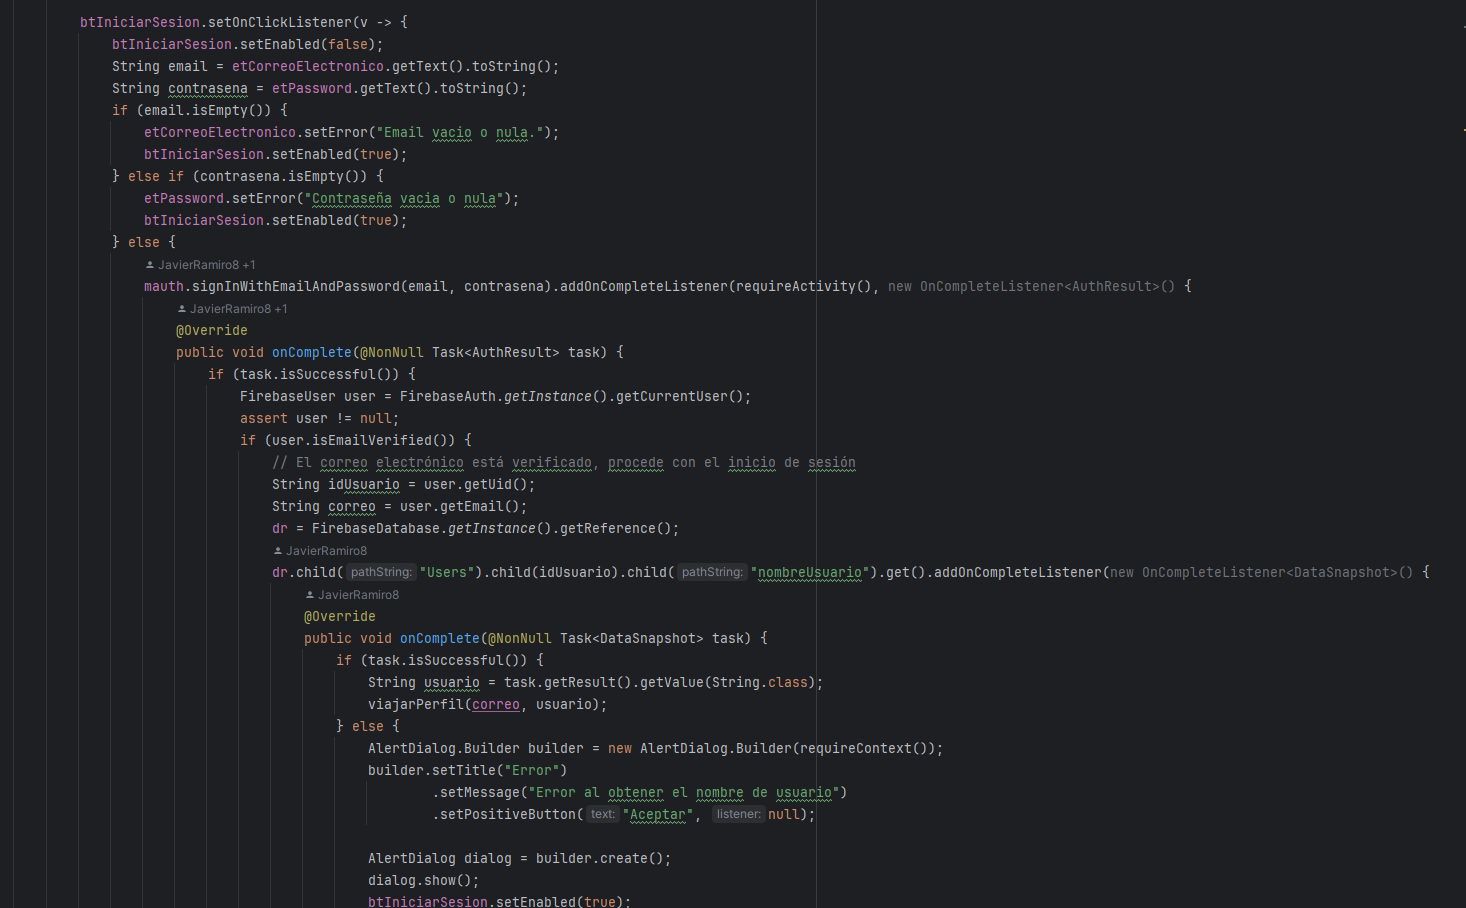 btIniciarSesion.setOnClickListener(v -> {
btIniciarSesion.setEnabled(false);
String email = etCorreoElectronico.getText().toString();
String contrasena = etPassword.getText().toString();
if (email.isEmpty()) {
etCorreoElectronico.setError("Email vacio o nula.");
btIniciarSesion.setEnabled(true);
} else if (contrasena.isEmpty()) {
etPassword.setError("Contraseña vacia o nula");
btIniciarSesion.setEnabled(true);
} else {
JavierRamiro8 +1
mauth.signInWithEmailAndPassword(email, contrasena).addOnCompleteListener(requireActivity(), new OnCompleteListener<AuthResult>() {
JavierRamiro8 +1
@Override
public void onComplete(@NonNull Task<AuthResult> task) {
if (task.isSuccessful()) {
FirebaseUser user = FirebaseAuth.getInstance().getCurrentUser();
assert user != null;
if (user.isEmailVerified()) {
// El correo electrónico está verificado, procede con el inicio de sesión
String idUsuario = user.getUid();
String correo = user.getEmail();
dr = FirebaseDatabase.getInstance().getReference();
JavierRamiro8
dr.child( pathString: "Users").child(idUsuario).child( pathString: "nombreUsuario").get().addOnCompleteListener(new OnCompleteListener<DataSnapshot>() {
JavierRamiro8
@Override
public void onComplete(@NonNull Task<DataSnapshot> task) {
if (task.isSuccessful()) {
String usuario = task.getResult().getValue(String.class);
viajarPerfil(correo, usuario);
} else {
AlertDialog.Builder builder = new AlertDialog.Builder(requireContext());
builder.setTitle("Error")
.setMessage("Error al obtener el nombre de usuario")
.setPositiveButton( text: "Aceptar", listener: null);
AlertDialog dialog = builder.create();
dialog.show();
btIniciarSesion.setEnabled(true);